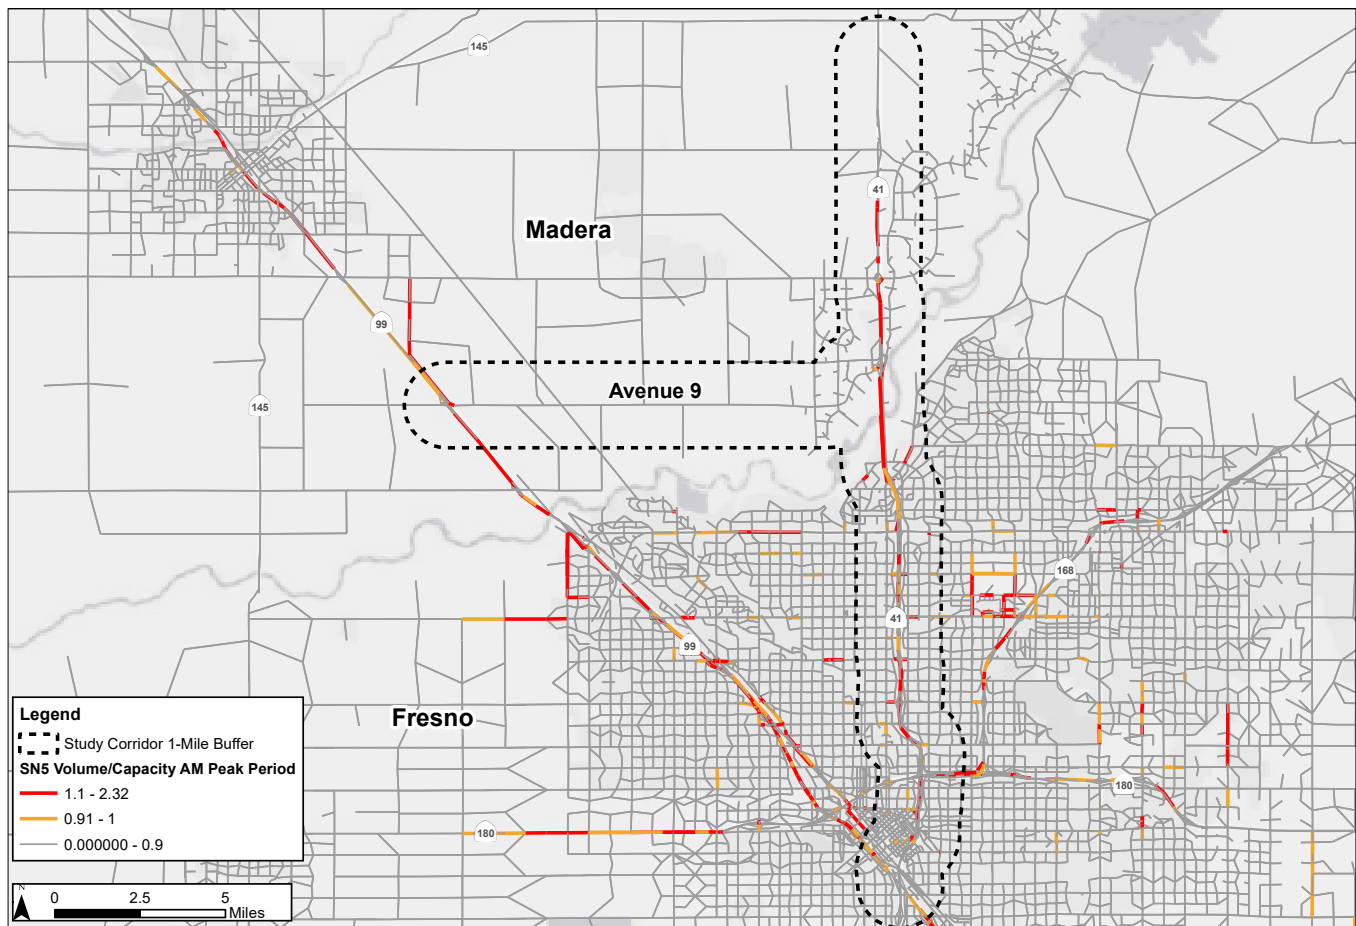 145
41
Madera
99
Avenue 9
145
168
41
99
Fresno
180
180
Legend
Study Corridor 1-Mile Buffer
SN5 Volume/Capacity AM Peak Period
1.1 - 2.32
0.91 - 1
0.000000 - 0.9
N
0 2.5 5
Miles